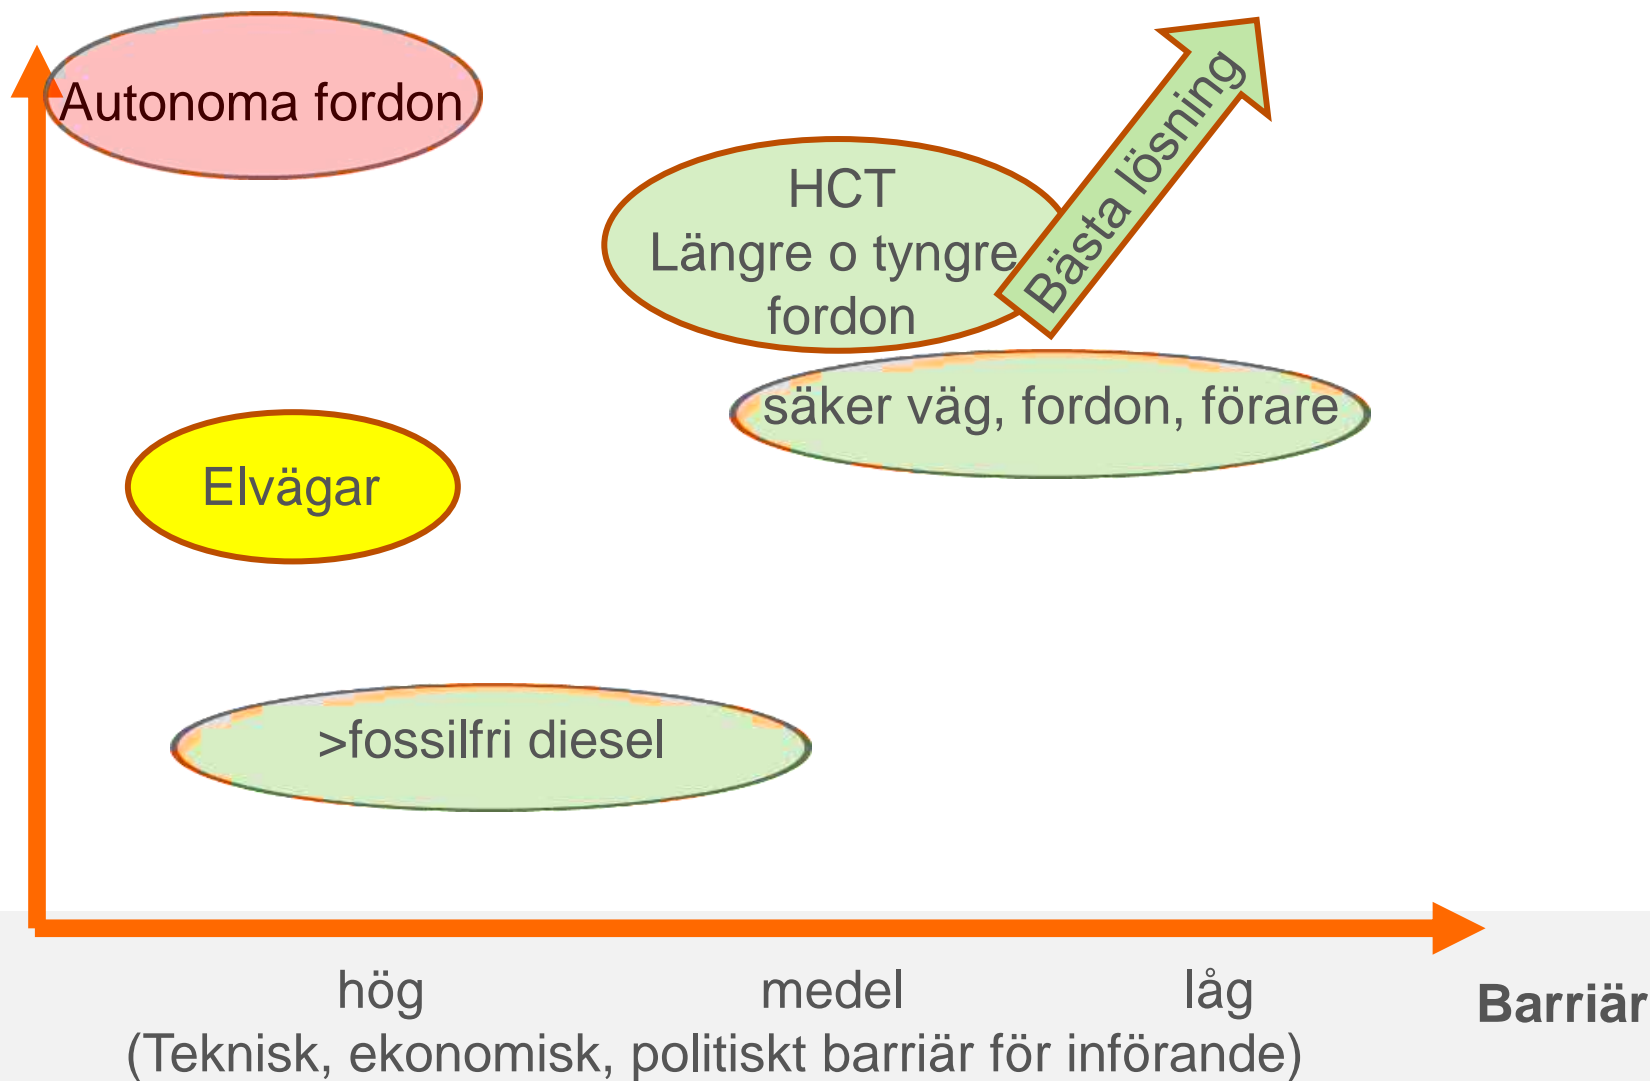 Autonoma fordon
HCT
Längre o tyngre
fordon
Bästa lösning
säker väg, fordon, förare
Elvägar
>fossilfri diesel
hög
medel
låg
Barriär
(Teknisk, ekonomisk, politiskt barriär för införande)